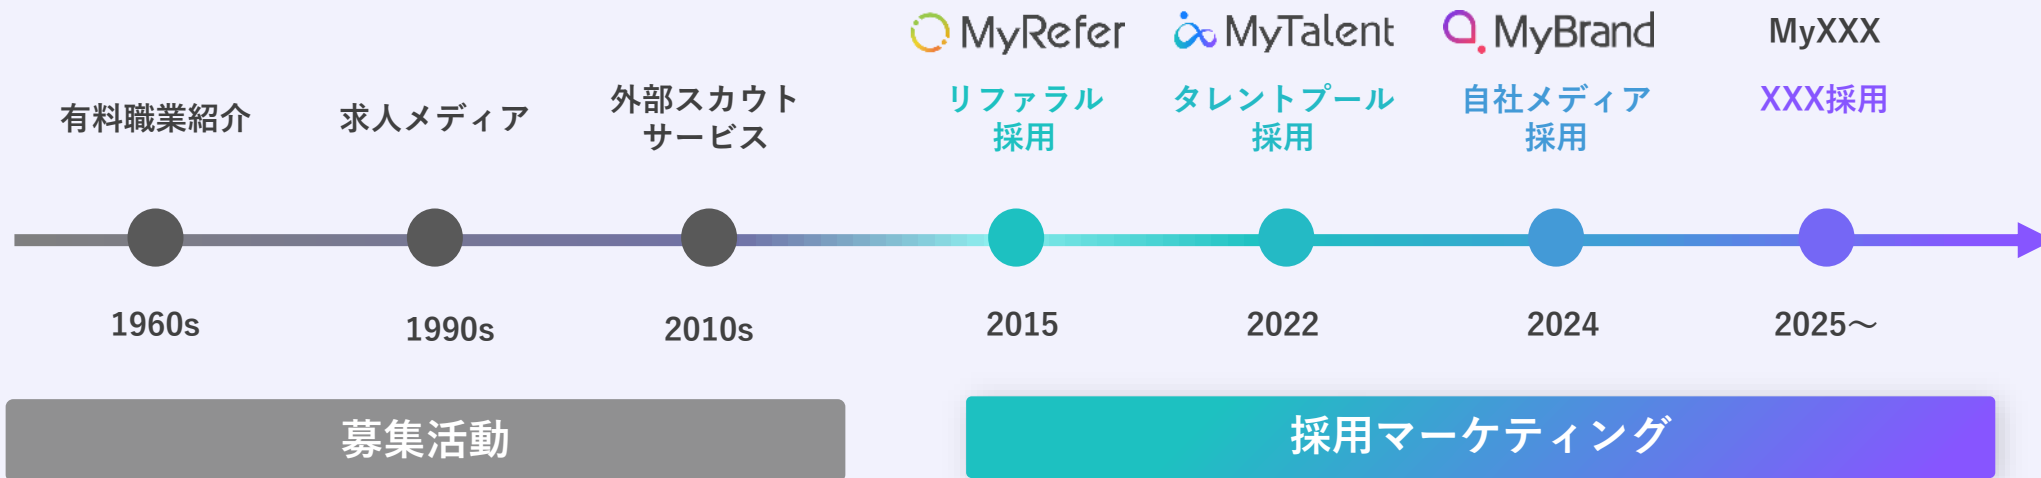 MyRefer
MyTalent
MyBrand
MyXXX
有料職業紹介
求人メディア
外部スカウト
サービス
リファラル
採用
タレントプール
採用
自社メディア
採用
XXX採用
1960s
1990s
2010s
2015
2022
2024
2025～
募集活動
採用マーケティング